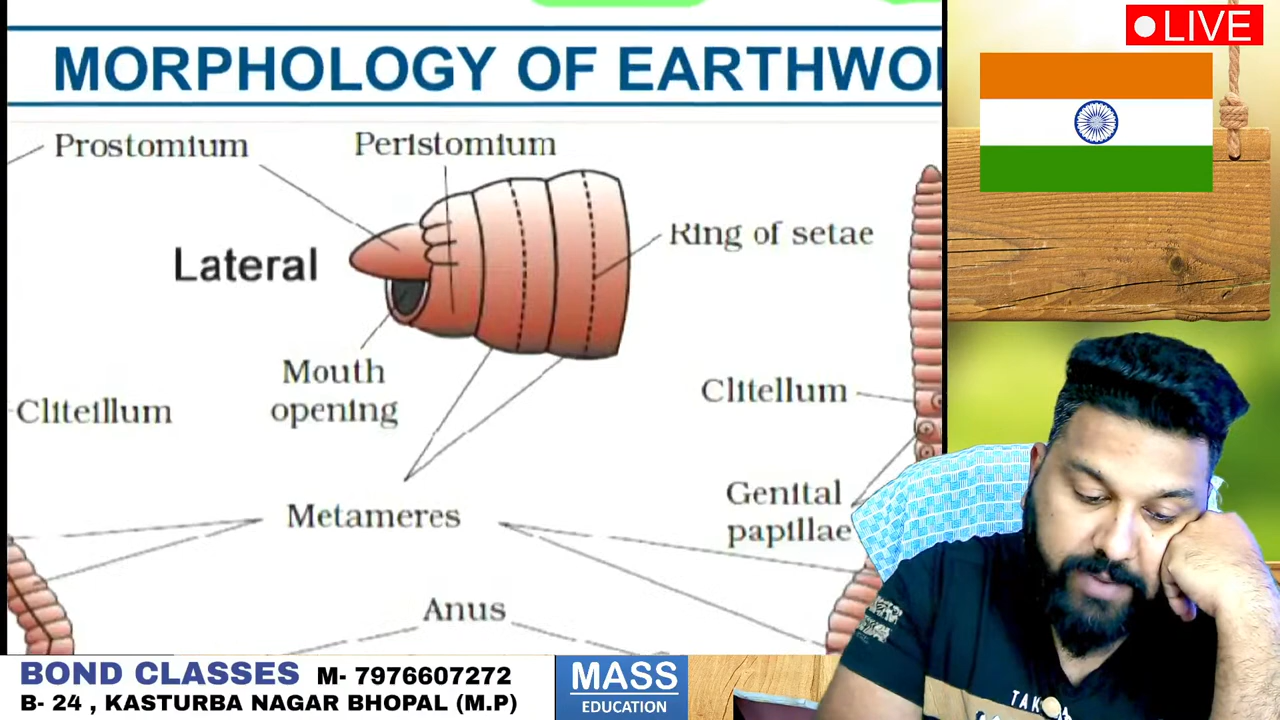 LIVE
MORPHOLOGY OF EARTHWO
Prostomium
Peristomium
Ring of setae
Lateral
Mouth
opening
Cliteillum
Clitellum
Genital
papillae
Metameres
Anus
BOND CLASSES M- 7976607272
B- 24 , KASTURBA NAGAR BHOPAL (M.P)
MASS
EDUCATION